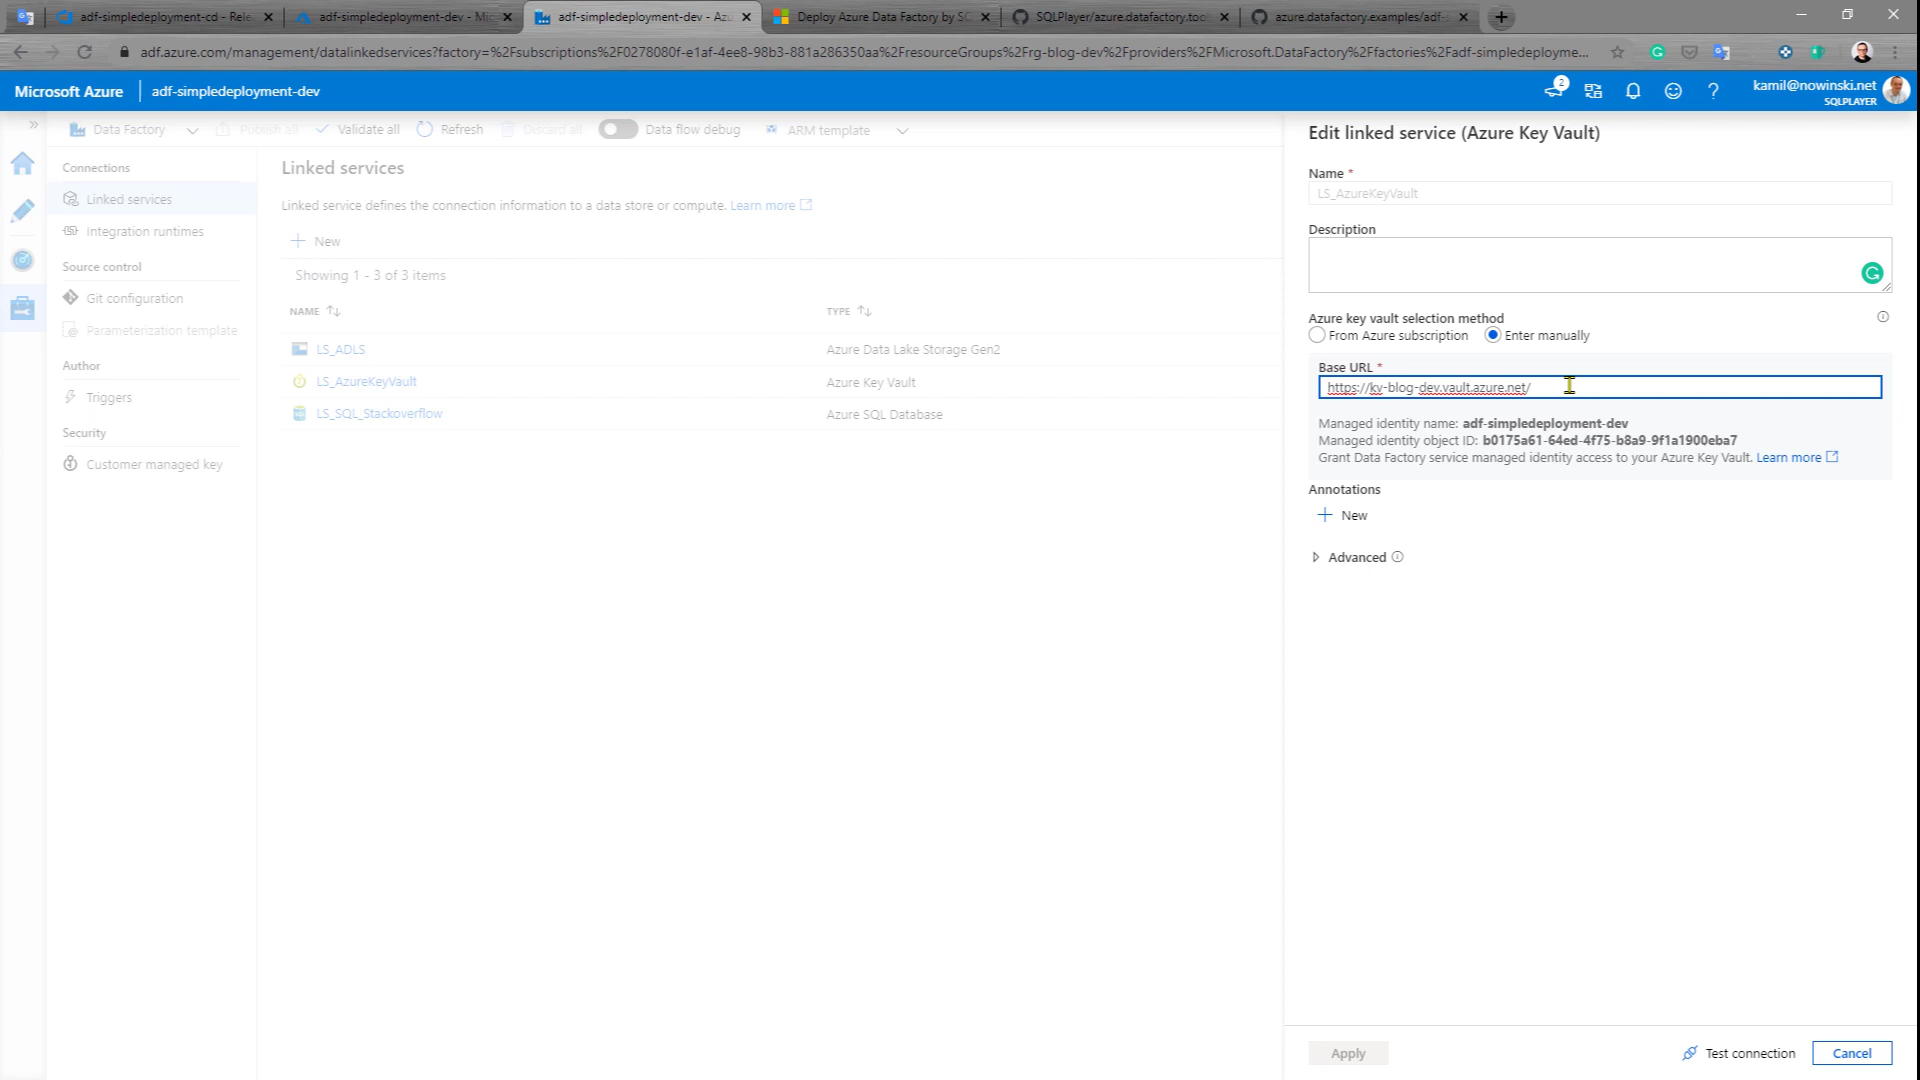 adf-simpledeployment-cd - Rele
adf-simpledeployment-dev - Mic
adf-simpledeployment-dev - Azu
Deploy Azure Data Factory by SQ
SQLPlayer/azure.datafactory.too
azure.datafactory.examples/adf-
adf.azure.com/management/datalinkedservices?factory=%2Fsubscriptions%2F0278080f-e1af-4ee8-98b3-881a286350aa%2FresourceGroups%2Frg-blog-dev%2Fproviders%2FMicrosoft.DataFactory%2Ffactories%2Fadf-simpledeployme...
Microsoft Azure
adf-simpledeployment-dev
2
kamil@nowinski.net
SQLPLAYER
Data Factory
Publish all
Validate all
Refresh
Discard all
Data flow debug
ARM template
Connections
Linked services
Integration runtimes
Source control
Git configuration
Parameterization template
Author
Triggers
Security
Customer managed key
Linked services
Linked service defines the connection information to a data store or compute. Learn more
New
Showing 1 - 3 of 3 items
NAME TYPE
LS_ADLS Azure Data Lake Storage Gen2
LS_AzureKeyVault Azure Key Vault
LS_SQL_Stackoverflow Azure SQL Database
Edit linked service (Azure Key Vault)
Name *
LS_AzureKeyVault
Description
Azure key vault selection method
From Azure subscription Enter manually
Base URL *
https://kv-blog-dev.vault.azure.net/
Managed identity name: adf-simpledeployment-dev
Managed identity object ID: b0175a61-64ed-4f75-b8a9-9f1a1900eba7
Grant Data Factory service managed identity access to your Azure Key Vault. Learn more
Annotations
New
Advanced
Apply
Test connection
Cancel